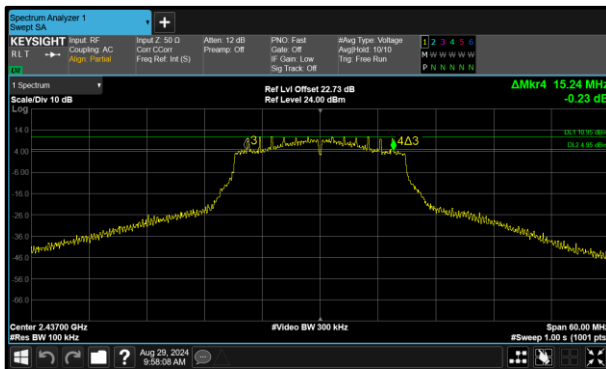 Spectrum Analyzer 1
Swept SA
+
KEYSIGHT
RLT
Input: RF
Coupling: AC
Align: Partial
Input Z: 50 Ω
Corr CCorr
Freq Ref: Int (S)
Atten: 12 dB
Preamp: Off
PNO: Fast
Gate: Off
IF Gain: Low
Sig Track: Off
#Avg Type: Voltage
Avg|Hold: 10/10
Trig: Free Run
1 2 3 4 5 6
M W W W W W
P N N N N N
1 Spectrum
Scale/Div 10 dB
Log
Ref Lvl Offset 22.73 dB
Ref Level 24.00 dBm
ΔMkr4 15.24 MHz
-0.23 dB
DL1 10.95 dBm
DL2 4.95 dBm
3
4Δ3
14.0
4.00
-6.00
-16.0
-26.0
-36.0
-46.0
-56.0
-66.0
Center 2.43700 GHz
#Res BW 100 kHz
#Video BW 300 kHz
Span 60.00 MHz
#Sweep 1.00 s (1001 pts)
?
Aug 29, 2024
9:58:08 AM